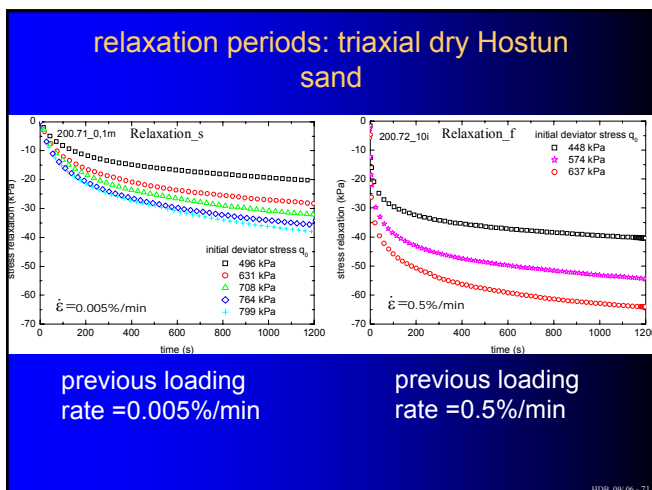 relaxation periods: triaxial dry Hostun
sand
0
-10
-20
-30
-40
-50
-60
-70
stress relaxation (kPa)
200.71_0,1m
Relaxation_s
initial deviator stress q0
496 kPa
631 kPa
708 kPa
764 kPa
799 kPa
ε̇=0.005%/min
0 200 400 600 800 1000 1200
time (s)
0
-10
-20
-30
-40
-50
-60
-70
stress relaxation (kPa)
200.72_10i
Relaxation_f
initial deviator stress q0
448 kPa
574 kPa
637 kPa
ε̇=0.5%/min
0 200 400 600 800 1000 1200
time (s)
previous loading
rate =0.005%/min
previous loading
rate =0.5%/min
HDB 09/06 - 71